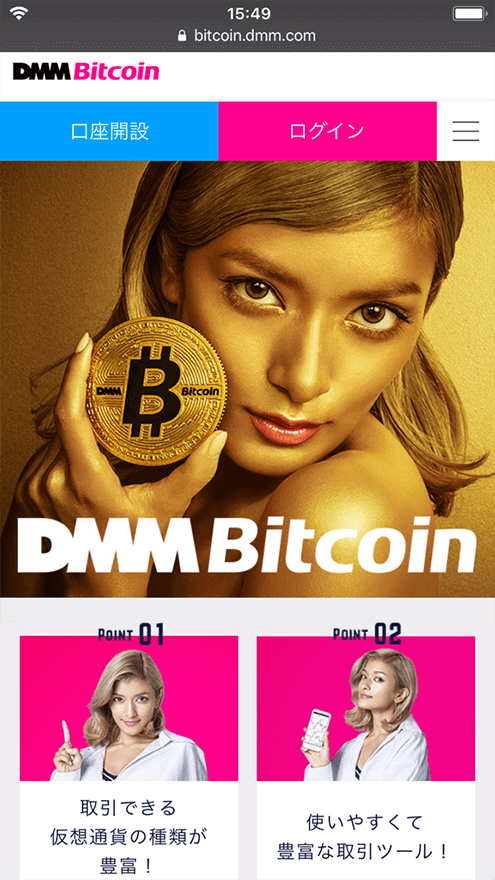 15:49
bitcoin.dmm.com
DMM Bitcoin
口座開設
ログイン
DMM Bitcoin
DMM Bitcoin
POINT 01
POINT 02
取引できる
仮想通貨の種類が
豊富！
使いやすくて
豊富な取引ツール！